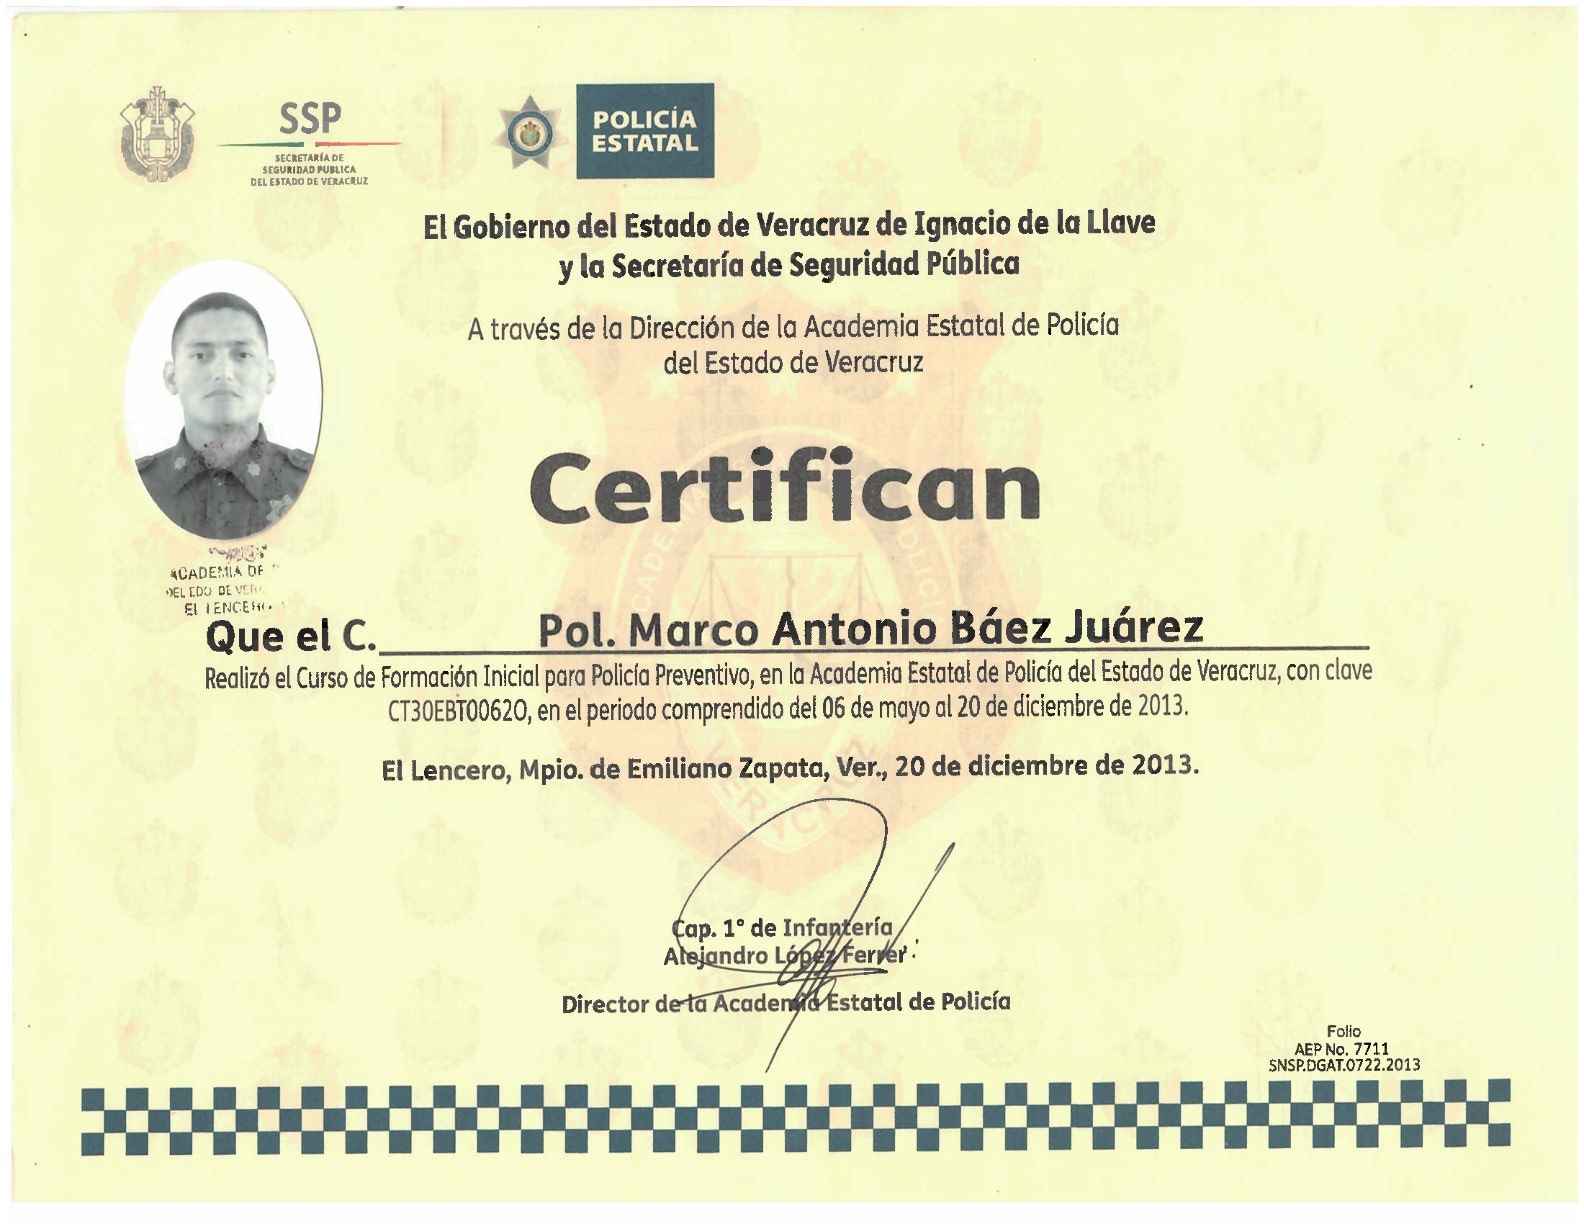 SSP
SECRETARÍA DE
SEGURIDAD PÚBLICA
DEL ESTADO DE VERACRUZ
POLICÍA
ESTATAL
El Gobierno del Estado de Veracruz de Ignacio de la Llave
y la Secretaría de Seguridad Pública
A través de la Dirección de la Academia Estatal de Policía
del Estado de Veracruz
Certifican
ACADEMIA DE
DEL EDO DE
EL LENCERO
Que el C. Pol. Marco Antonio Báez Juárez
Realizó el Curso de Formación Inicial para Policía Preventivo, en la Academia Estatal de Policía del Estado de Veracruz, con clave
CT30EBT0062O, en el periodo comprendido del 06 de mayo al 20 de diciembre de 2013.
VERACRUZ
El Lencero, Mpio. de Emiliano Zapata, Ver., 20 de diciembre de 2013.
Cap. 1° de Infantería
Alejandro López Ferrer
Director de la Academia Estatal de Policía
Folio
AEP No. 7711
SNSP.DGAT.0722.2013